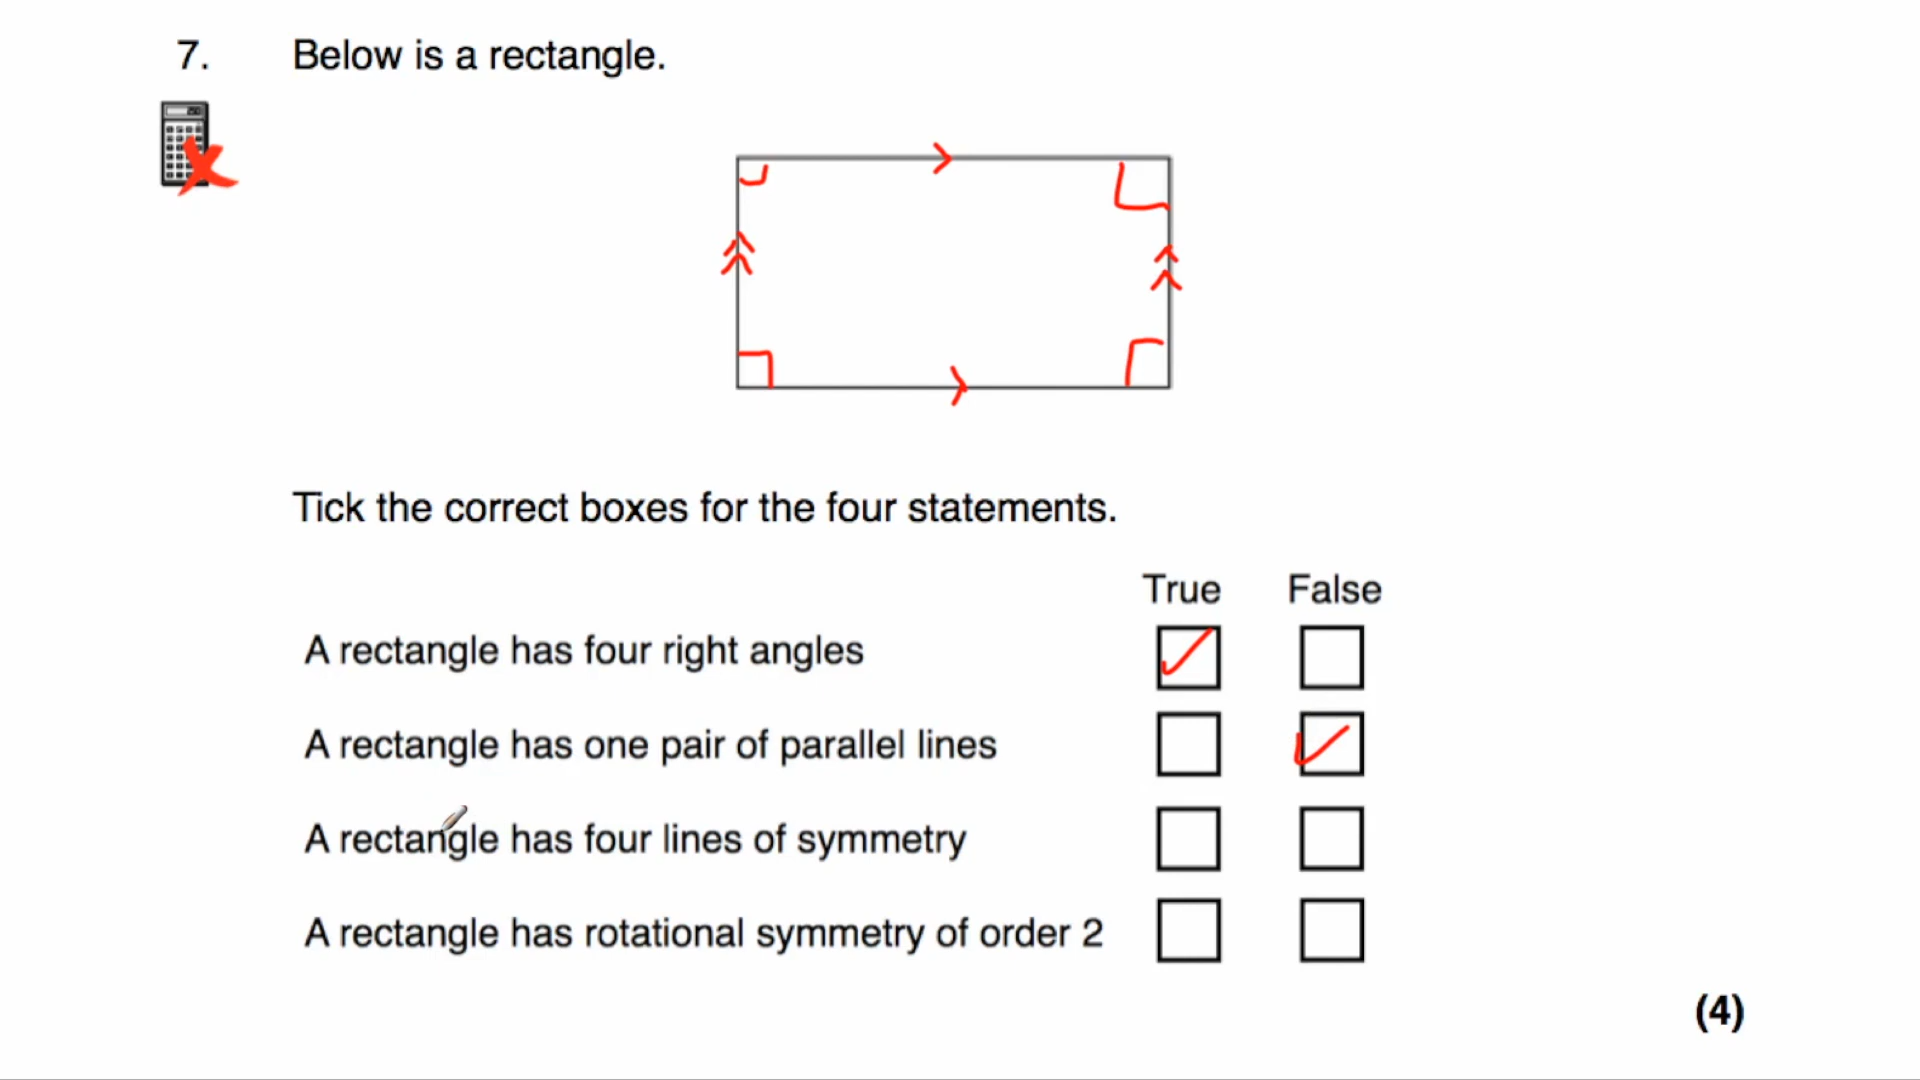 7. Below is a rectangle.
Tick the correct boxes for the four statements.
True False
A rectangle has four right angles
A rectangle has one pair of parallel lines
A rectangle has four lines of symmetry
A rectangle has rotational symmetry of order 2
(4)